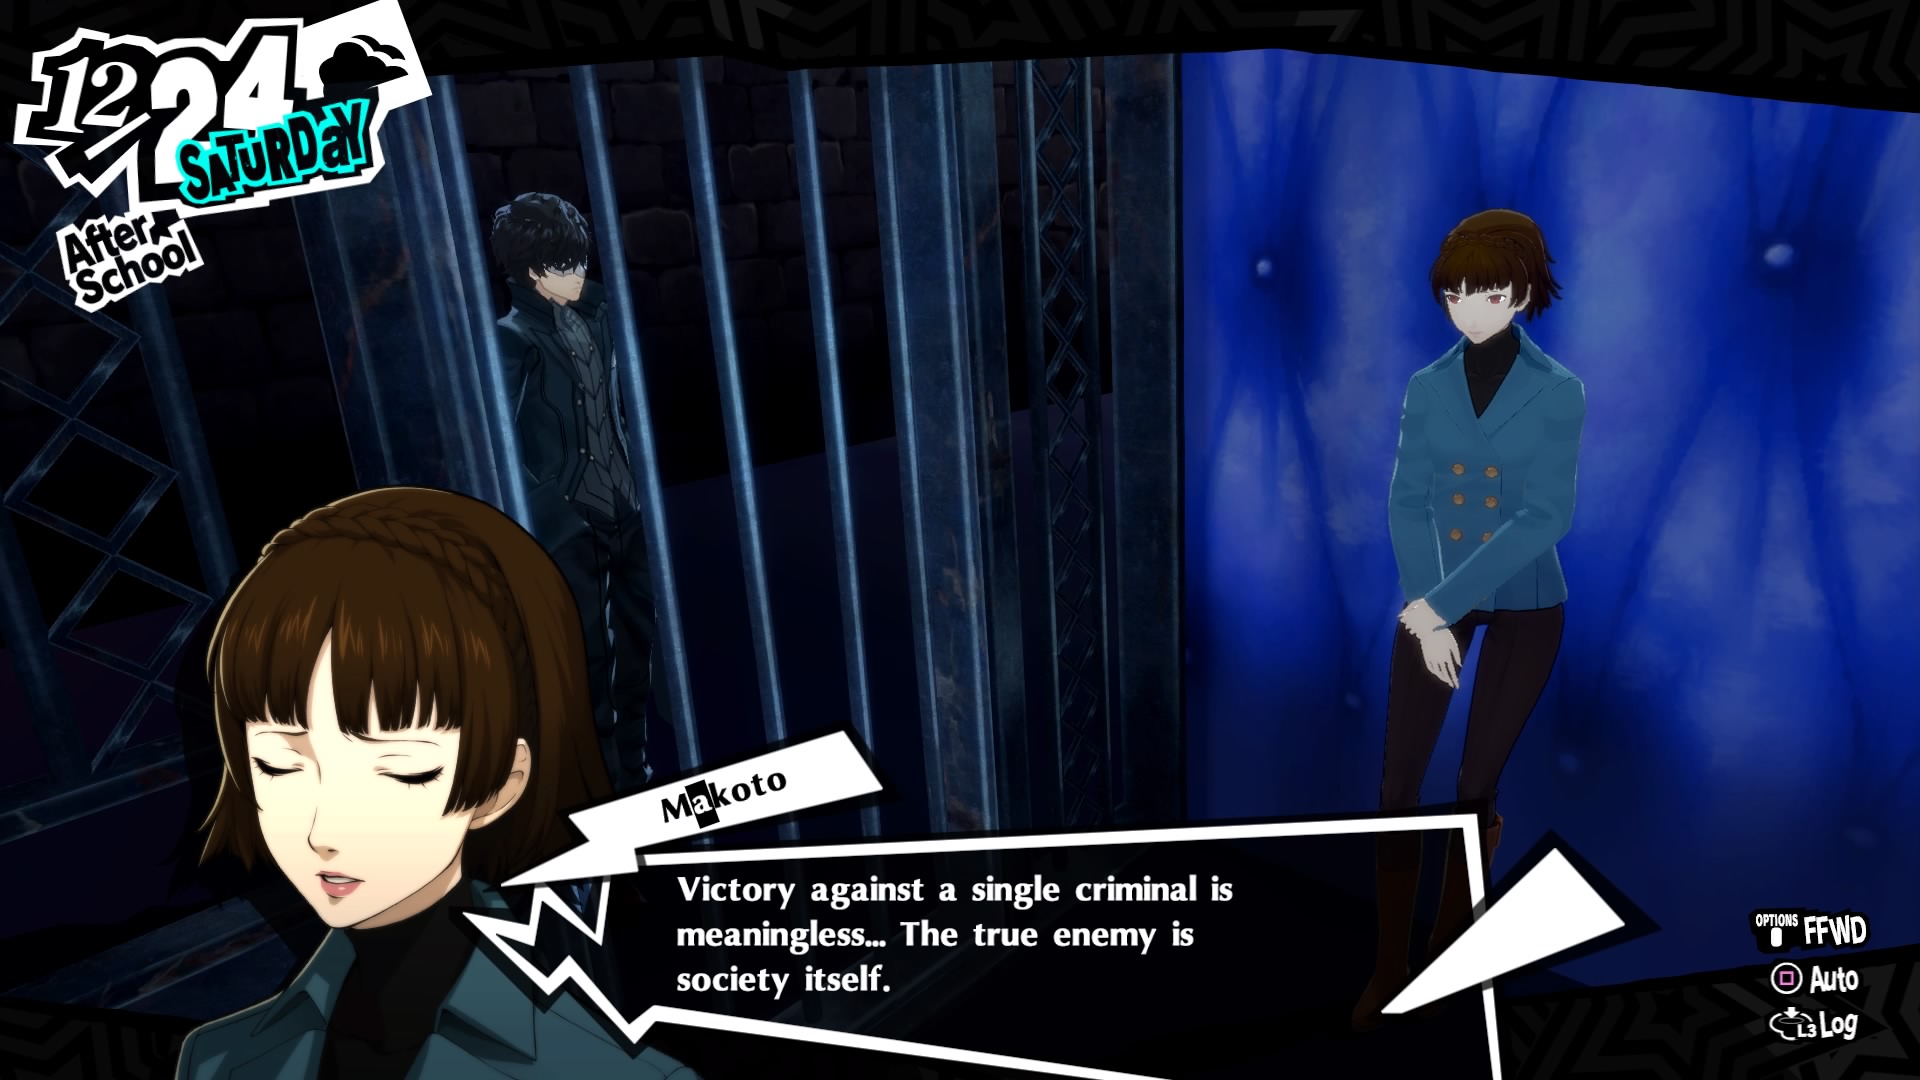 12/24
SATURDaY
After
School
Makoto
Victory against a single criminal is
meaningless... The true enemy is
society itself.
OPTIONS FFWD
Auto
L3 Log